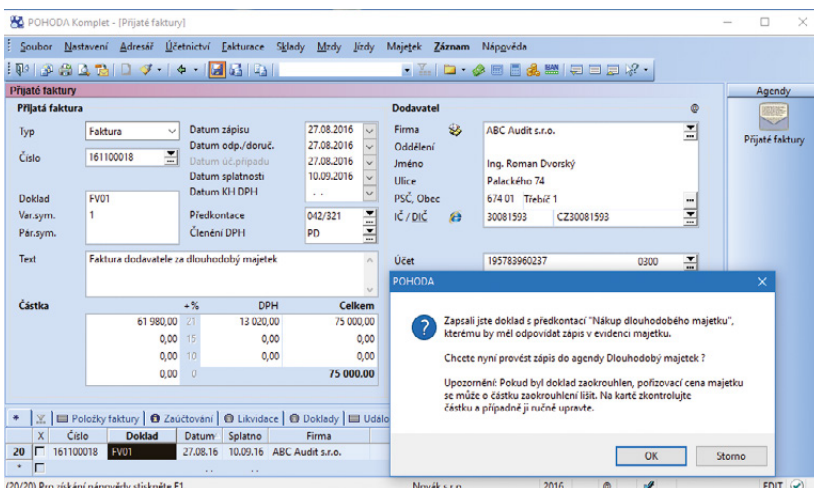 POHODA Komplet - [Přijaté faktury]
Soubor Nastavení Adresář Účetnictví Fakturace Sklady Mzdy Jízdy Majetek Záznam Nápověda
Přijaté faktury
Agendy
Přijaté faktury
Přijatá faktura
Typ Faktura
Číslo 161100018
Doklad FV01
Var.sym. 1
Pár.sym.
Datum zápisu 27.08.2016
Datum odp./doruč. 27.08.2016
Datum úč.případu 27.08.2016
Datum splatnosti 10.09.2016
Datum KH DPH . .
Předkontace 042/321
Členění DPH PD
Text Faktura dodavatele za dlouhodobý majetek
Dodavatel
Firma ABC Audit s.r.o.
Oddělení
Jméno Ing. Roman Dvorský
Ulice Palackého 74
PSČ, Obec 674 01 Třebíč 1
IČ / DIČ 30081593 CZ30081593
Účet 195783960237 0300
Částka +% DPH Celkem
61 980,00 21 13 020,00 75 000,00
0,00 15 0,00 0,00
0,00 10 0,00 0,00
0,00 0 75 000.00
POHODA
Zapsali jste doklad s předkontací "Nákup dlouhodobého majetku",
kterému by měl odpovídat zápis v evidenci majetku.
Chcete nyní provést zápis do agendy Dlouhodobý majetek ?
Upozornění: Pokud byl doklad zaokrouhlen, pořizovací cena majetku
se může o částku zaokrouhlení lišit. Na kartě zkontrolujte
částku a případně ji ručně upravte.
OK Storno
* Položky faktury Zaúčtování Likvidace Doklady Událo
X Číslo Doklad Datum Splatno Firma
20 161100018 FV01 27.08.16 10.09.16 ABC Audit s.r.o.
* . . . .
(20/20) Pro získání nápovědy stiskněte F1. Novák s.r.o. 2016 @ EDIT